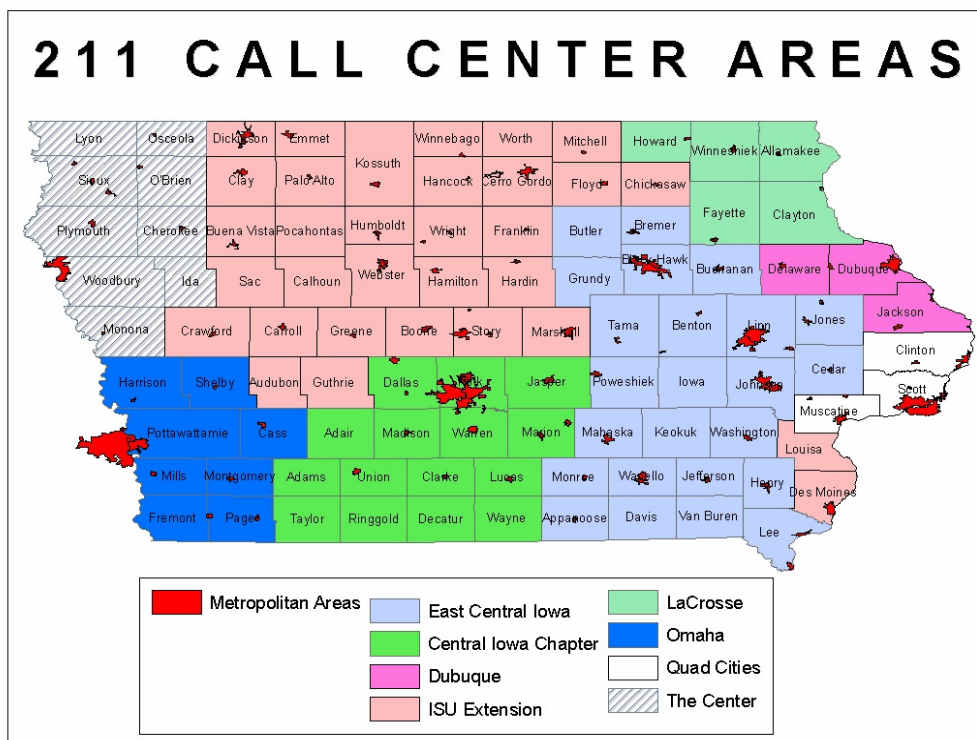 211 CALL CENTER AREAS
Lyon Osceola Dickinson Emmet Winnebago Worth Mitchell Howard Winneshiek Allamakee
Kossuth
Sioux O'Brien Clay Palo Alto Hancock Cerro Gordo Floyd Chickasaw
Fayette Clayton
Plymouth Cherokee Buena Vista Pocahontas Humboldt Wright Franklin Butler Bremer
Woodbury Ida Sac Calhoun Webster Hamilton Hardin Grundy Black Hawk Buchanan Delaware Dubuque
Jackson
Monona Crawford Carroll Greene Boone Story Marshall Tama Benton Linn Jones
Clinton
Harrison Shelby Audubon Guthrie Dallas Polk Jasper Poweshiek Iowa Johnson Cedar Scott
Muscatine
Pottawattamie Cass Adair Madison Warren Marion Mahaska Keokuk Washington Louisa
Mills Montgomery Adams Union Clarke Lucas Monroe Wapello Jefferson Henry Des Moines
Fremont Page Taylor Ringgold Decatur Wayne Appanoose Davis Van Buren Lee
Metropolitan Areas
East Central Iowa
Central Iowa Chapter
Dubuque
ISU Extension
LaCrosse
Omaha
Quad Cities
The Center